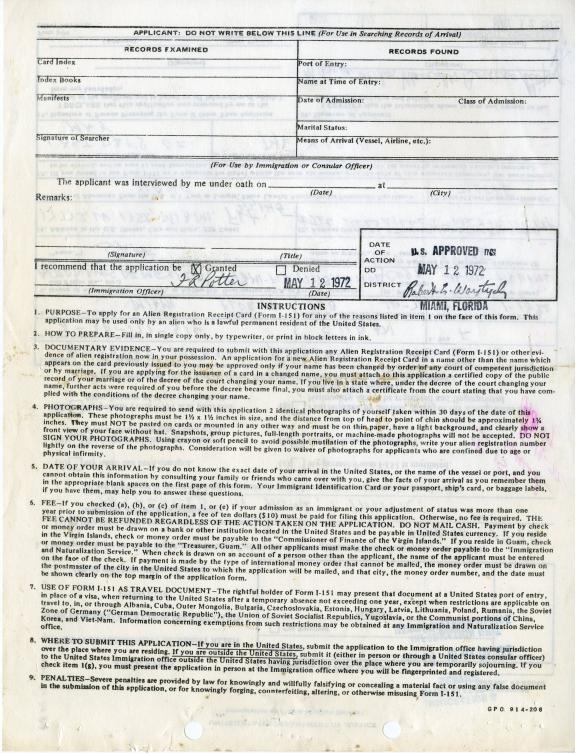 APPLICANT: DO NOT WRITE BELOW THIS LINE (For Use in Searching Records of Arrival)
RECORDS EXAMINED
RECORDS FOUND
Card Index
Port of Entry:
Index Books
Name at Time of Entry:
Manifests
Date of Admission: Class of Admission:
Marital Status:
Signature of Searcher
Means of Arrival (Vessel, Airline, etc.):
(For Use by Immigration or Consular Officer)
The applicant was interviewed by me under oath on at
(Date) (City)
Remarks:
(Signature) (Title)
I recommend that the application be X Granted Denied
Potter MAY 12 1972
(Immigration Officer) (Date)
DATE OF ACTION
U.S. APPROVED
DD MAY 12 1972
DISTRICT
MIAMI, FLORIDA
INSTRUCTIONS
1. PURPOSE—To apply for an Alien Registration Receipt Card (Form I-151) for any of the reasons listed in item 1 on the face of this form. This
application may be used only by an alien who is a lawful permanent resident of the United States.
2. HOW TO PREPARE—Fill in, in single copy only, by typewriter, or print in block letters in ink.
3. DOCUMENTARY EVIDENCE—You are required to submit with this application any Alien Registration Receipt Card (Form I-151) or other evi-
dence of alien registration now in your possession. An application for a new Alien Registration Card in a name other than the name which
appears on the card previously issued to you may be approved only if your name has been changed by order of any court of competent jurisdiction
or by marriage. If you are applying for the issuance of a card in a changed name, you must attach to this application a certified copy of the public
record of your marriage or of the decree of the court changing your name. If you live in a state where, under the decree of the court changing your
name, further acts were required of you before the decree became final, you must also attach a certificate from the court stating that you have com-
plied with the conditions of the decree changing your name.
4. PHOTOGRAPHS—You are required to send with this application 2 identical photographs of yourself taken within 30 days of the date of this
application. These photographs must be 1½ x 1½ inches in size, and the distance from top of head to point of chin should be approximately 1¼
inches. They must NOT be pasted on cards or mounted in any other way and must be on thin paper, have a light background, and clearly show a
front view of your face without hat. Snapshots, group pictures, full-length portraits, or machine-made photographs will not be accepted. DO NOT
SIGN YOUR PHOTOGRAPHS. Using crayon or soft pencil to avoid possible mutilation of the photographs, write your alien registration number
lightly on the reverse of the photographs. Consideration will be given to waiver of photographs for applicants who are confined due to age or
physical infirmity.
5. DATE OF YOUR ARRIVAL—If you do not know the exact date of your arrival in the United States, or the name of the vessel or port, and you
cannot obtain this information by consulting your family or friends who came over with you, give the facts of your arrival as you remember them
in the appropriate blank spaces on the first page of this form. Your Immigrant Identification Card or your passport, ship's card, or baggage labels,
if you have them, may help you to answer these questions.
6. FEE—If you checked (a), (b), or (c) of item 1, or (c) if your admission as an immigrant or your adjustment of status was more than one
year prior to submission of the application, a fee of ten dollars ($10) must be paid for filing this application. Otherwise, no fee is required. THE
FEE CANNOT BE REFUNDED REGARDLESS OF THE ACTION TAKEN ON THE APPLICATION. DO NOT MAIL CASH. Payment by check
or money order must be drawn on a bank or other institution located in the United States and be payable in United States currency. If you reside
in the Virgin Islands, check or money must be payable to the "Commissioner of Finance of the Virgin Islands." If you reside in Guam, check
or money order must be payable to "Treasurer, Guam." All other applicants must make the check or money order payable to the "Immigration
and Naturalization Service." When check is drawn on an account of a person other than the applicant, the name of the applicant must be entered
on the face of the check. If payment is made by the type of international money order that cannot be mailed, the money order must be drawn on
the postmaster of the city in the United States to which the application will be mailed, and that city, the money order number, and the date must
be shown clearly on the top margin of the application form.
7. USE OF FORM I-151 AS TRAVEL DOCUMENT—The rightful holder of Form I-151 may present that document at a United States port of entry,
in place of a visa, when returning to the United States after a temporary absence not exceeding one year, except when restrictions are applicable on
travel to, in, or through Albania, Cuba, Outer Mongolia, Bulgaria, Czechoslovakia, Estonia, Hungary, Latvia, Lithuania, Poland, Rumania, the Soviet
Zone of Germany ("German Democratic Republic"), the Union of Soviet Socialist Republics, Yugoslavia, or the Communist portions of China,
Korea, and Viet-Nam. Information concerning exemptions from such restrictions may be obtained at any Immigration and Naturalization Service
office.
8. WHERE TO SUBMIT THIS APPLICATION—If you are in the United States, submit the application to the Immigration office having jurisdiction
over the place where you are residing. If you are outside the United States, submit it (either in person or through a United States consular officer)
to the United States Immigration office outside the United States having jurisdiction over the place where you are temporarily sojourning. If you
check item 1(g), you must present the application in person at the Immigration office where you will be fingerprinted and registered.
9. PENALTIES—Severe penalties are provided by law for knowingly and willfully falsifying or concealing a material fact or using any false document
in the submission of this application, or for knowingly forging, counterfeiting, altering, or otherwise misusing Form I-151.
GPO 914-206